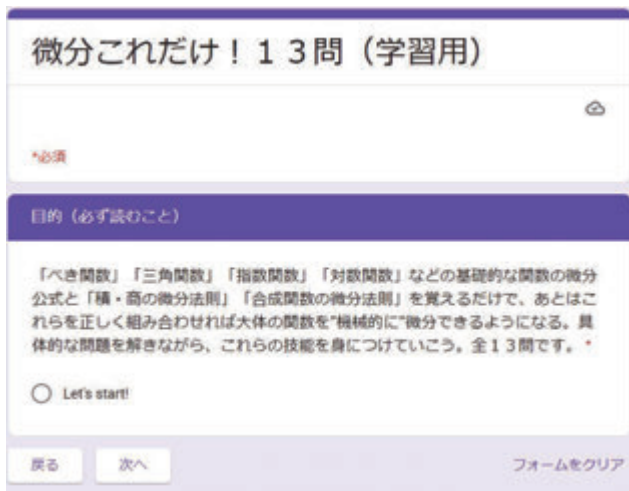 微分これだけ!13問(学習用)
*必須
目的(必ず読むこと)
「べき関数」「三角関数」「指数関数」「対数関数」などの基礎的な関数の微分
公式と「積・商の微分法則」「合成関数の微分法則」を覚えるだけで、あとはこ
れらを正しく組み合わせれば大体の関数を"機械的に"微分できるようになる。具
体的な問題を解きながら、これらの技能を身につけていこう。全13問です。*
Let's start!
戻る
次へ
フォームをクリア